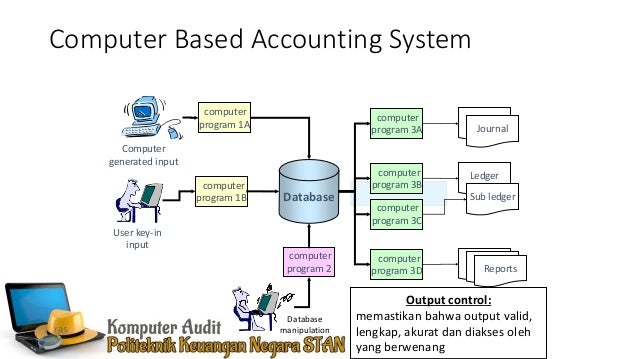 Computer Based Accounting System
computer
program 1A
Computer
generated input
computer
program 1B
User key-in
input
Database
computer
program 2
Database
manipulation
computer
program 3A
Journal
computer
program 3B
Ledger
computer
program 3C
Sub ledger
computer
program 3D
Reports
Output control:
memastikan bahwa output valid,
lengkap, akurat dan diakses oleh
yang berwenang
ras
Komputer Audit
Politeknik Keuangan Negara STAN